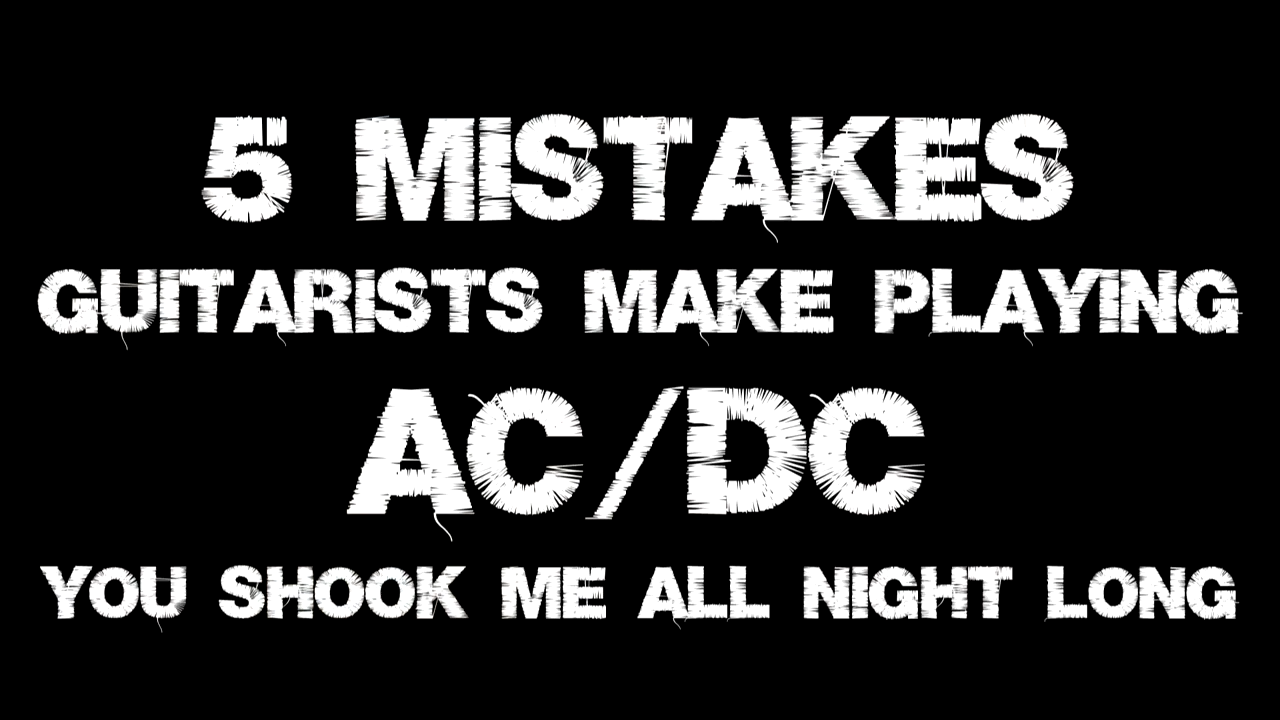 5 MISTAKES
GUITARISTS MAKE PLAYING
AC/DC
YOU SHOOK ME ALL NIGHT LONG